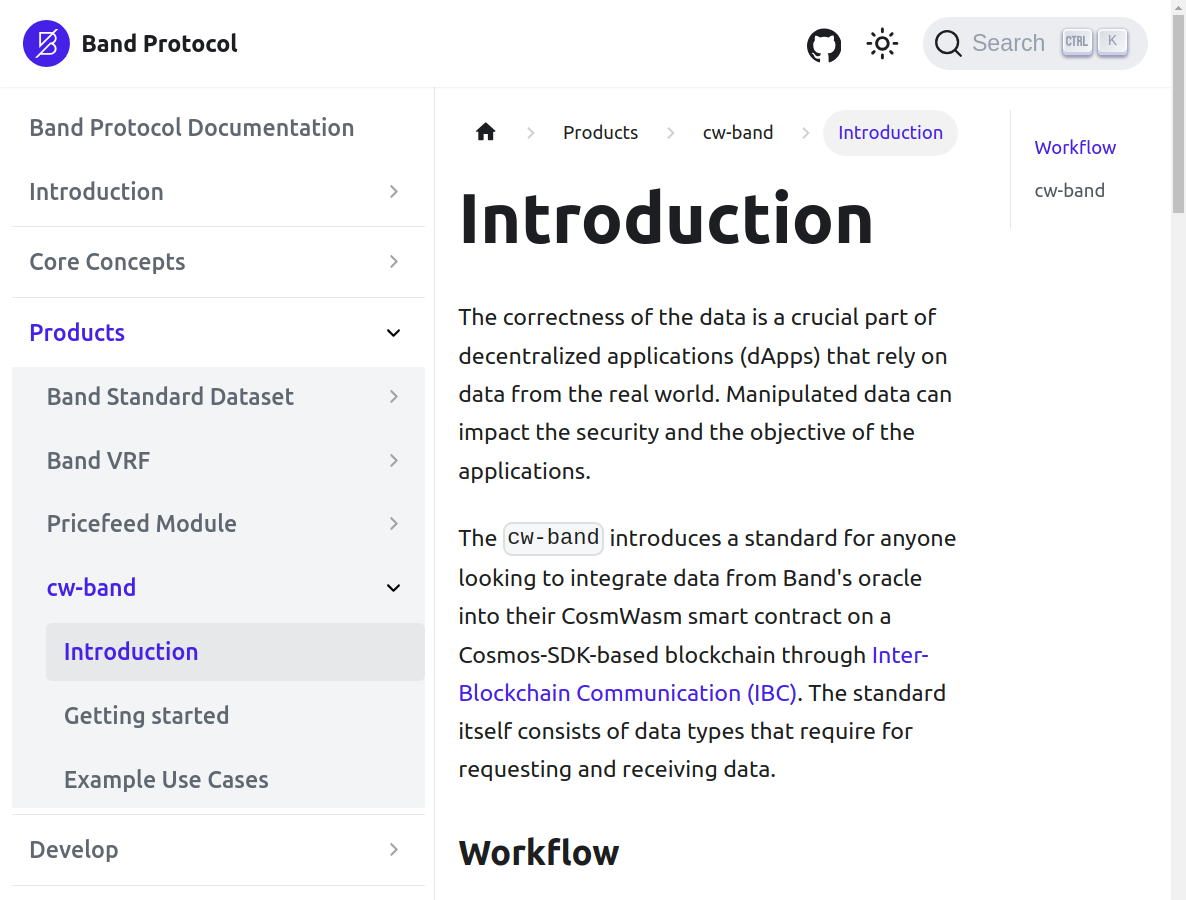 Band Protocol
Search
CTRL
K
Band Protocol Documentation
Introduction
Core Concepts
Products
Band Standard Dataset
Band VRF
Pricefeed Module
cw-band
Introduction
Getting started
Example Use Cases
Develop
Products
cw-band
Introduction
Introduction
The correctness of the data is a crucial part of
decentralized applications (dApps) that rely on
data from the real world. Manipulated data can
impact the security and the objective of the
applications.
The cw-band introduces a standard for anyone
looking to integrate data from Band's oracle
into their CosmWasm smart contract on a
Cosmos-SDK-based blockchain through Inter-
Blockchain Communication (IBC). The standard
itself consists of data types that require for
requesting and receiving data.
Workflow
Workflow
cw-band